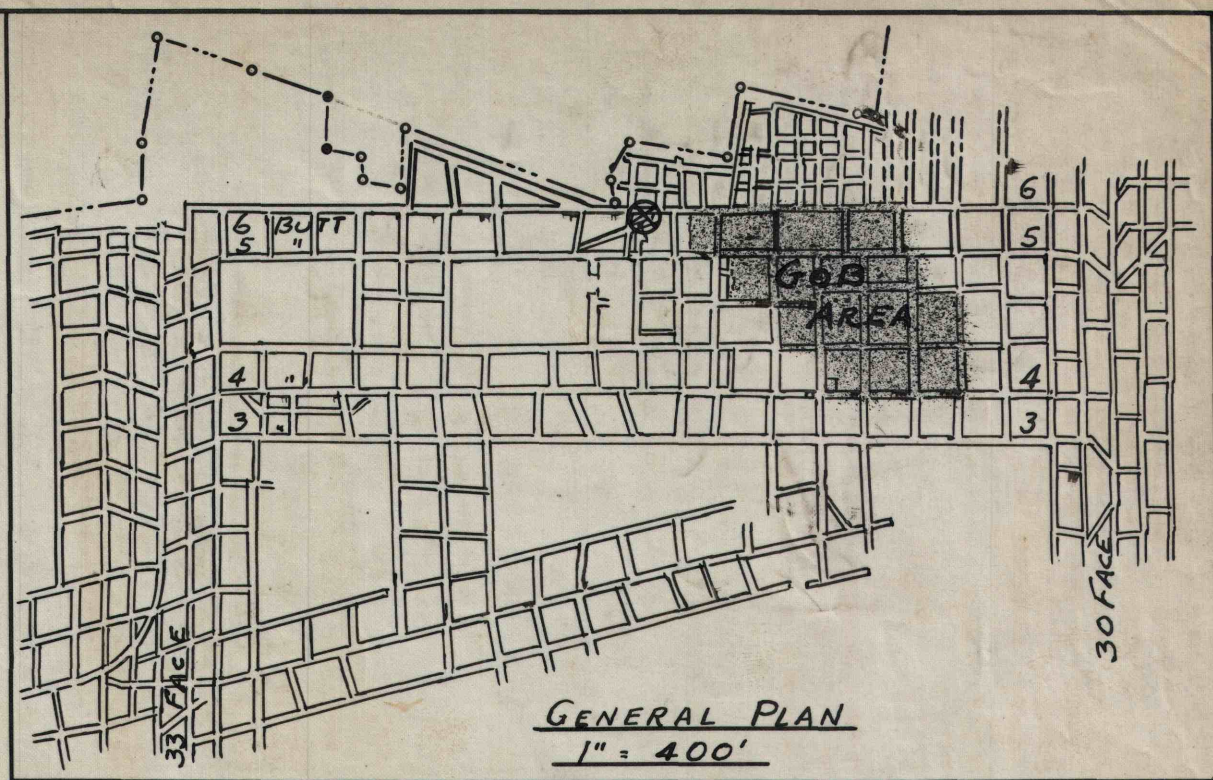 6
6 BUTT
5 "
5
GOB
AREA
4 "
4
3 "
3
30 FACE
33 FACE
GENERAL PLAN
1" = 400'